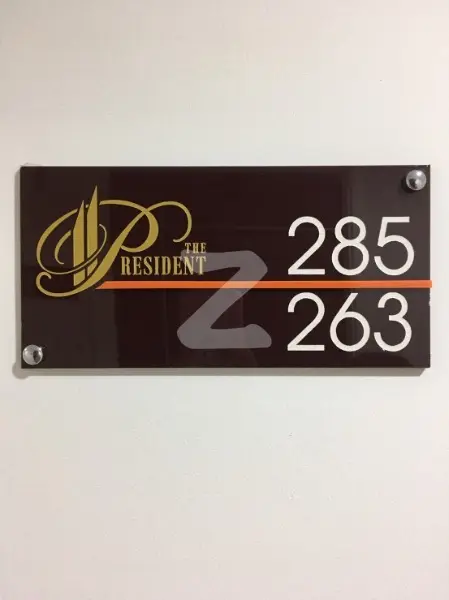 THE
PRESIDENT
285
263
Z